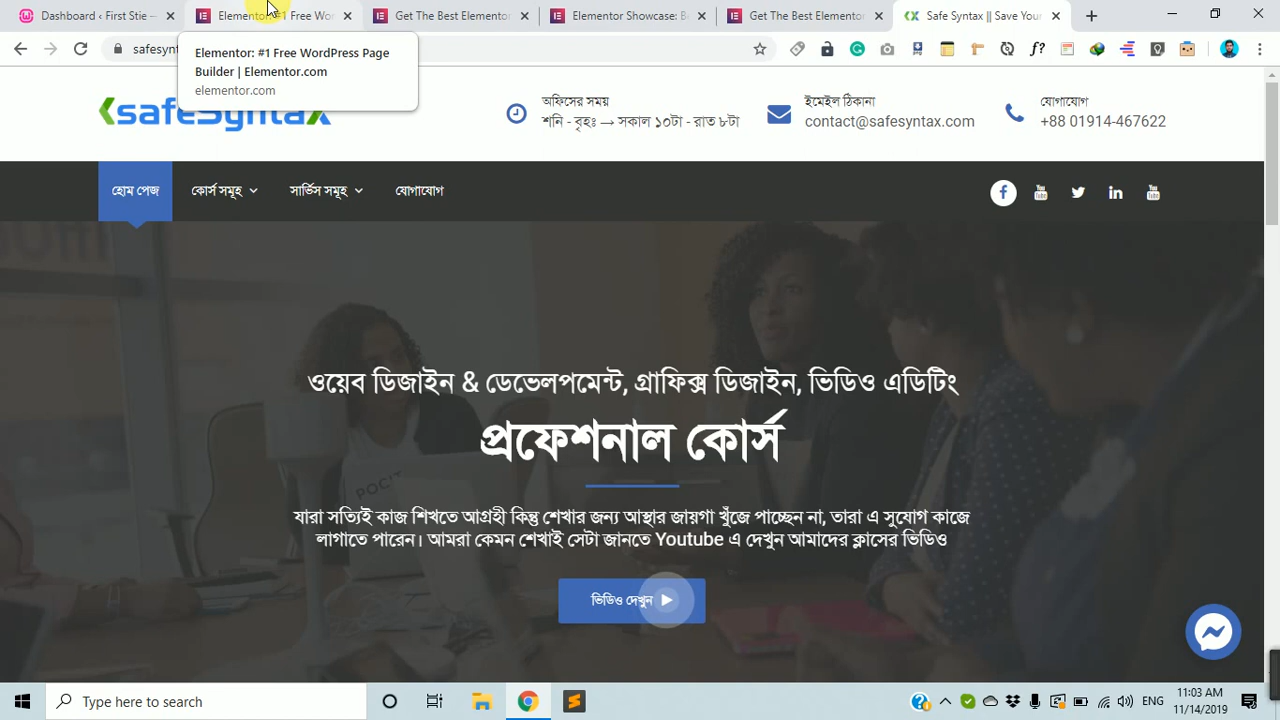 Dashboard ‹ First Stie —
Elementor: #1 Free Wor
Get The Best Elementor
Elementor Showcase: B
Get The Best Elementor
Safe Syntax || Save Your
safesynt
Elementor: #1 Free WordPress Page
Builder | Elementor.com
elementor.com
safeSyntax
অফিসের সময়
শনি - বৃহঃ → সকাল ১০টা - রাত ৮টা
ইমেইল ঠিকানা
contact@safesyntax.com
যোগাযোগ
+88 01914-467622
হোম পেজ
কোর্স সমূহ
সার্ভিস সমূহ
যোগাযোগ
ওয়েব ডিজাইন & ডেভেলপমেন্ট, গ্রাফিক্স ডিজাইন, ভিডিও এডিটিং
প্রফেশনাল কোর্স
যারা সত্যিই কাজ শিখতে আগ্রহী কিন্তু শেখার জন্য আস্থার জায়গা খুঁজে পাচ্ছেন না, তারা এ সুযোগ কাজে
লাগাতে পারেন। আমরা কেমন শেখাই সেটা জানতে Youtube এ দেখুন আমাদের ক্লাসের ভিডিও
ভিডিও দেখুন
Type here to search
ENG
11:03 AM
11/14/2019